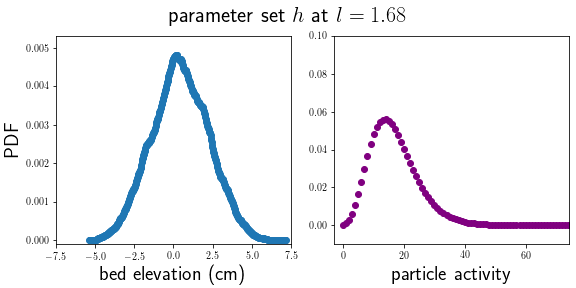 parameter set h at l = 1.68
PDF
0.005
0.004
0.003
0.002
0.001
0.000
−7.5 −5.0 −2.5 0.0 2.5 5.0 7.5
bed elevation (cm)
0.10
0.08
0.06
0.04
0.02
0.00
0 20 40 60
particle activity